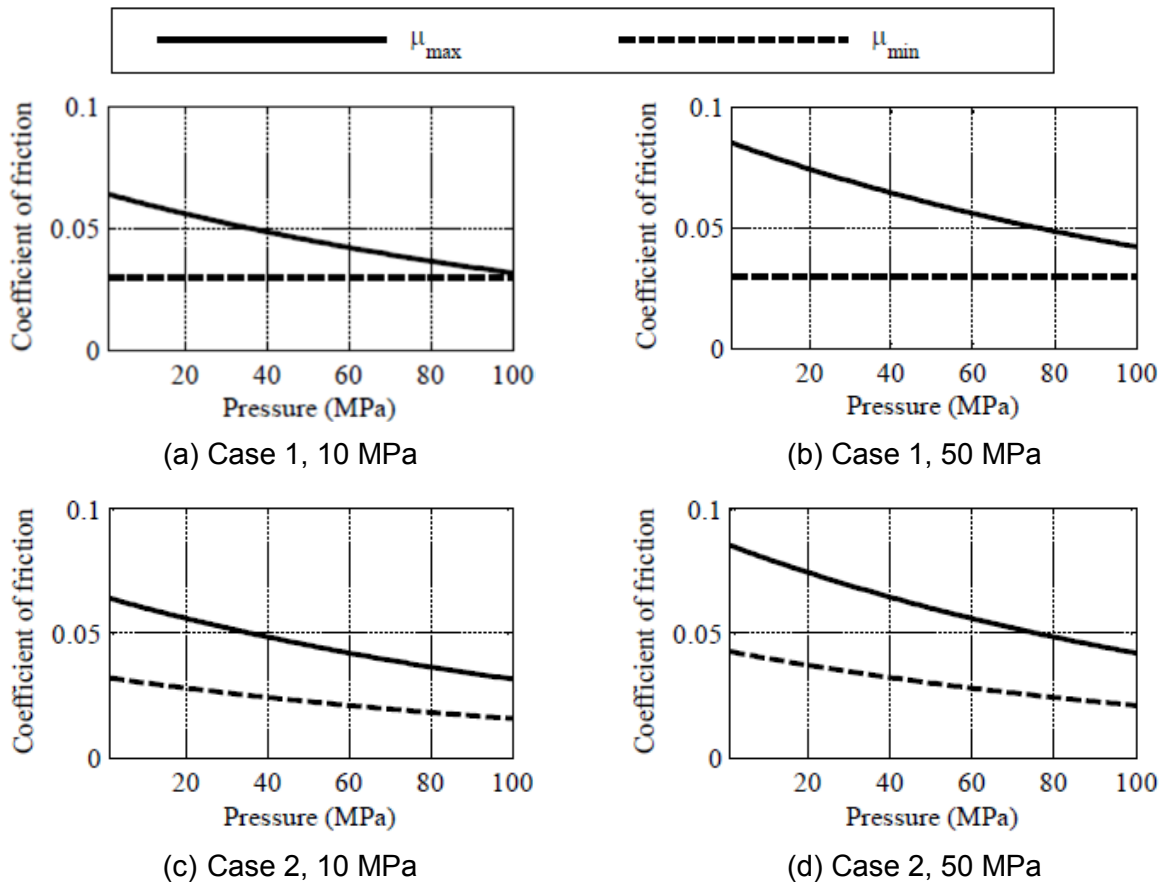 μmax μmin
0.1
0.05
0
Coefficient of friction
20 40 60 80 100
Pressure (MPa)
(a) Case 1, 10 MPa
0.1
0.05
0
Coefficient of friction
20 40 60 80 100
Pressure (MPa)
(b) Case 1, 50 MPa
0.1
0.05
0
Coefficient of friction
20 40 60 80 100
Pressure (MPa)
(c) Case 2, 10 MPa
0.1
0.05
0
Coefficient of friction
20 40 60 80 100
Pressure (MPa)
(d) Case 2, 50 MPa